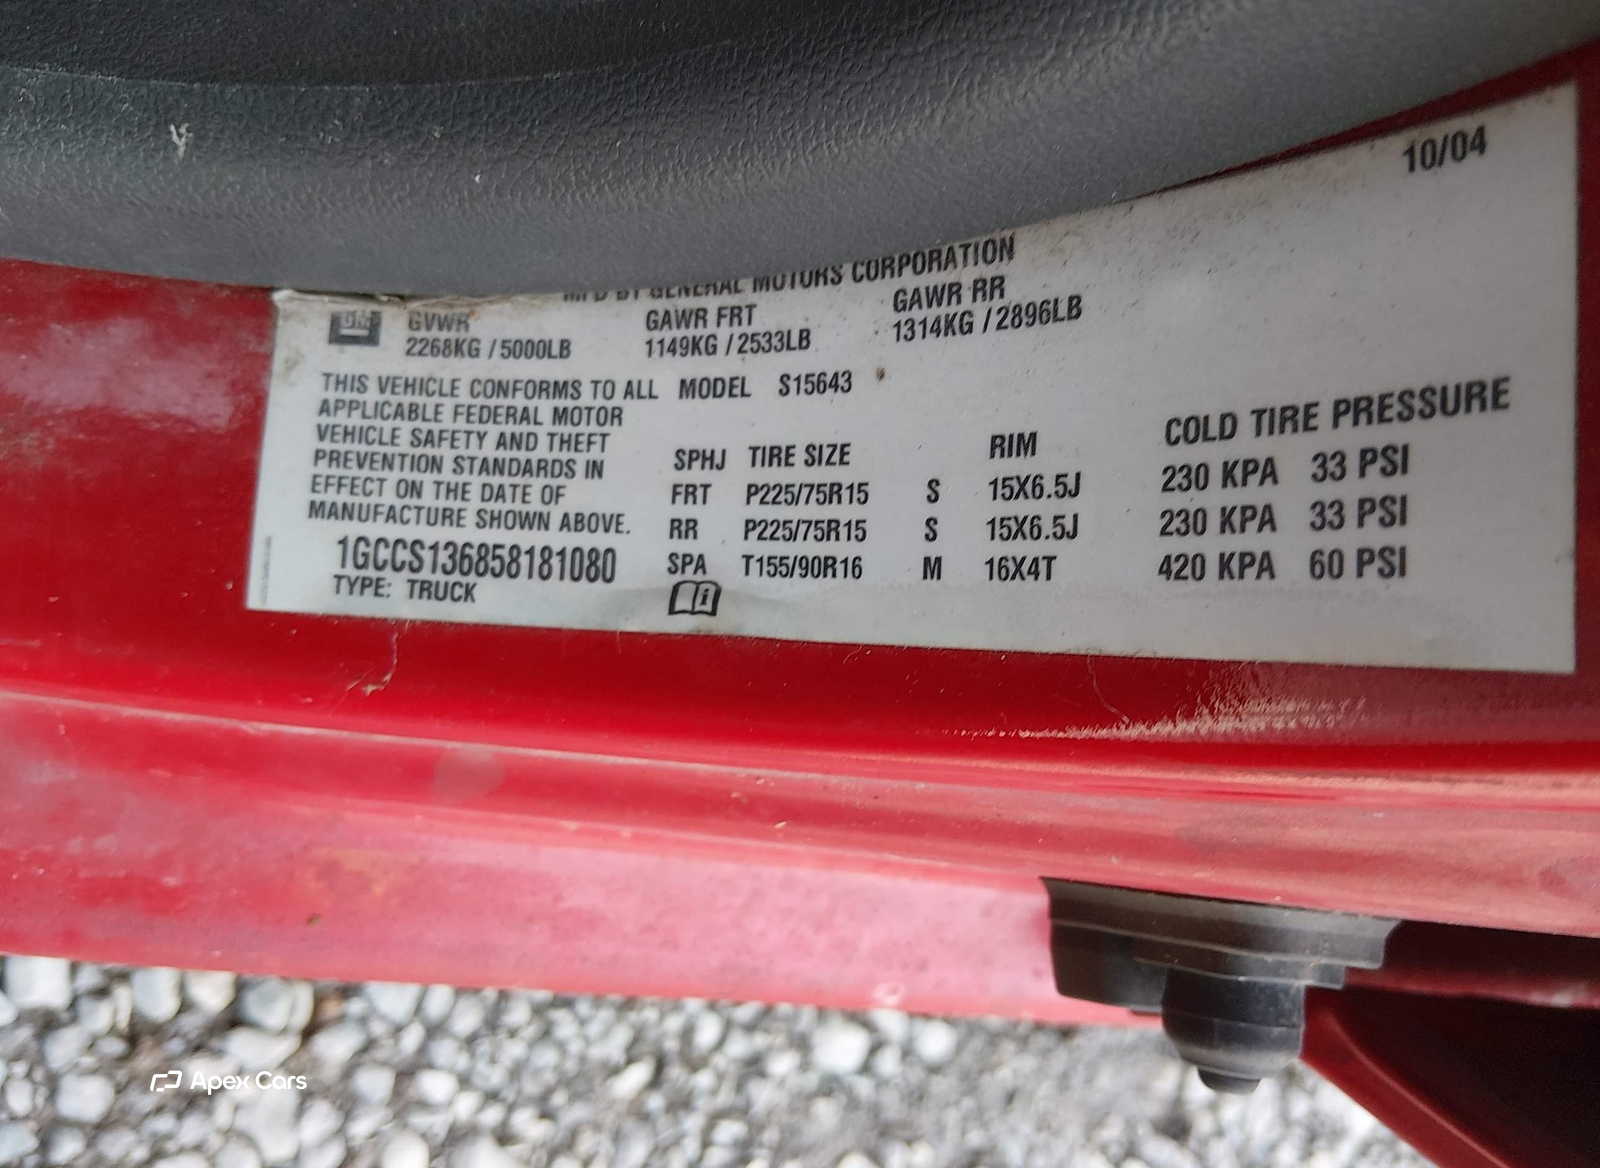 10/04
MFD BY GENERAL MOTORS CORPORATION
GM GVWR GAWR FRT GAWR RR
2268KG / 5000LB 1149KG / 2533LB 1314KG / 2896LB
THIS VEHICLE CONFORMS TO ALL
APPLICABLE FEDERAL MOTOR
VEHICLE SAFETY AND THEFT
PREVENTION STANDARDS IN
EFFECT ON THE DATE OF
MANUFACTURE SHOWN ABOVE.
1GCCS136858181080
TYPE: TRUCK
MODEL S15643
SPHJ TIRE SIZE RIM COLD TIRE PRESSURE
FRT P225/75R15 S 15X6.5J 230 KPA 33 PSI
RR P225/75R15 S 15X6.5J 230 KPA 33 PSI
SPA T155/90R16 M 16X4T 420 KPA 60 PSI
i
Apex Cars